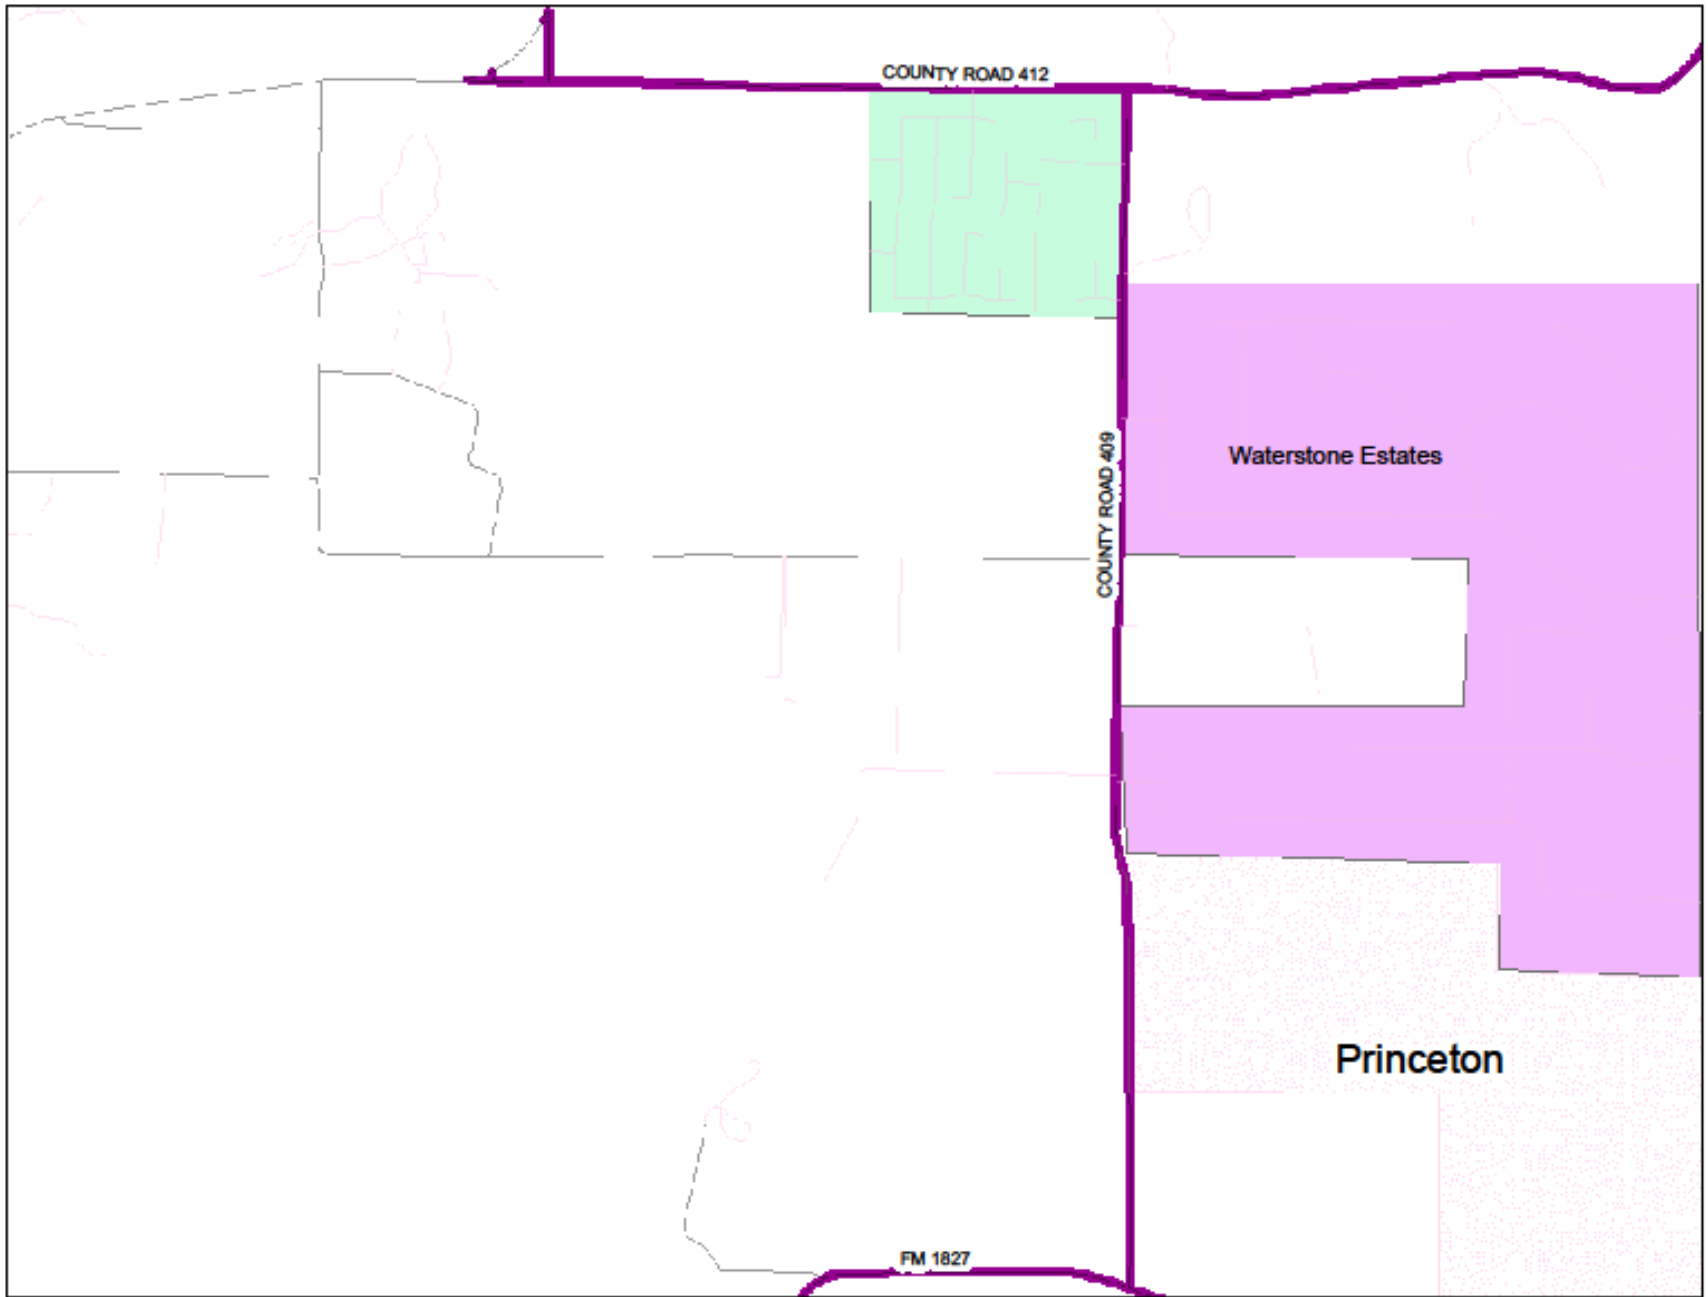 COUNTY ROAD 412
Waterstone Estates
COUNTY ROAD 409
Princeton
FM 1827